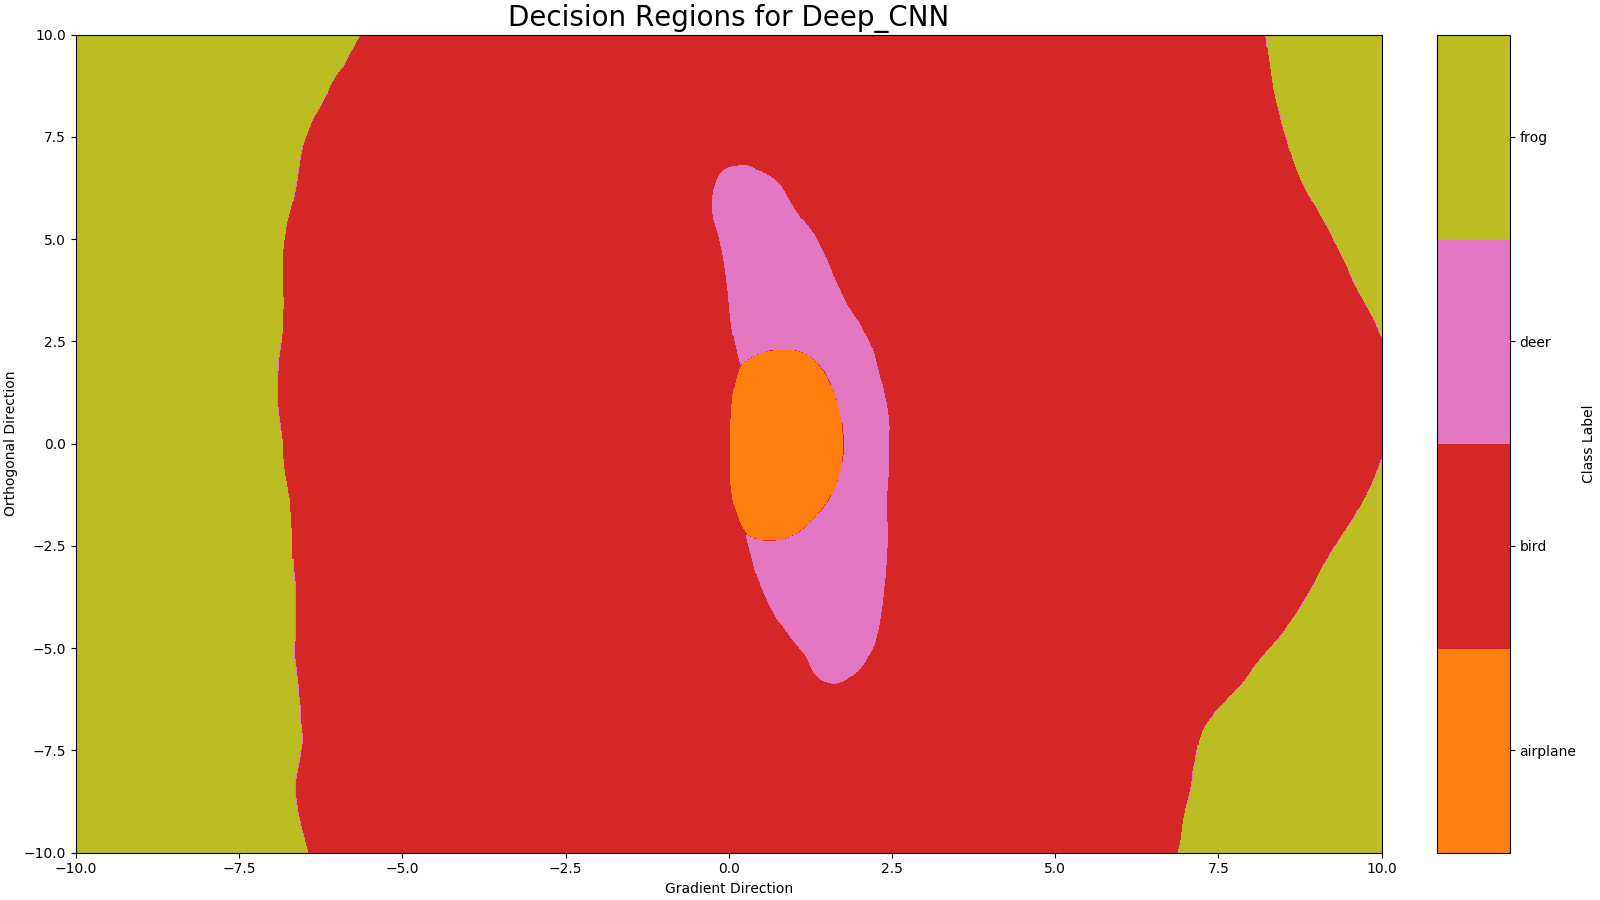 Decision Regions for Deep_CNN
10.0
7.5
5.0
2.5
0.0
−2.5
−5.0
−7.5
−10.0
Orthogonal Direction
−10.0 −7.5 −5.0 −2.5 0.0 2.5 5.0 7.5 10.0
Gradient Direction
frog
deer
bird
airplane
Class Label